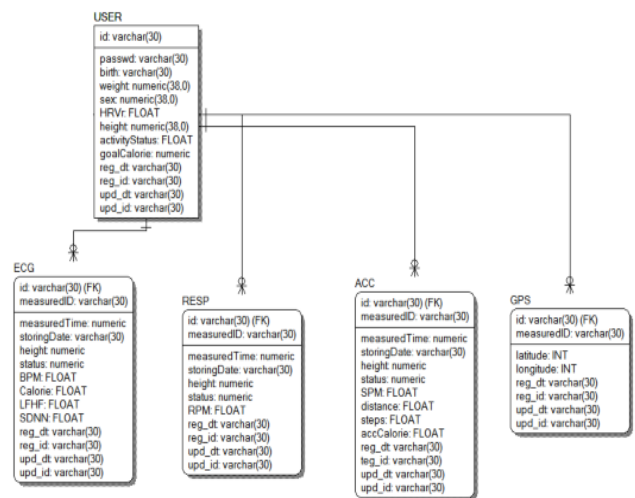 USER
id: varchar(30)
passwd: varchar(30)
birth: varchar(30)
weight: numeric(38,0)
sex: numeric(38,0)
HRVr: FLOAT
height: numeric(38,0)
activityStatus: FLOAT
goalCalorie: numeric
reg_dt: varchar(30)
reg_id: varchar(30)
upd_dt: varchar(30)
upd_id: varchar(30)
ECG
id: varchar(30) (FK)
measuredID: varchar(30)
measuredTime: numeric
storingDate: varchar(30)
height: numeric
status: numeric
BPM: FLOAT
Calorie: FLOAT
LFHF: FLOAT
SDNN: FLOAT
reg_dt: varchar(30)
reg_id: varchar(30)
upd_dt: varchar(30)
upd_id: varchar(30)
RESP
id: varchar(30) (FK)
measuredID: varchar(30)
measuredTime: numeric
storingDate: varchar(30)
height: numeric
status: numeric
RPM: FLOAT
reg_dt: varchar(30)
reg_id: varchar(30)
upd_dt: varchar(30)
upd_id: varchar(30)
ACC
id: varchar(30) (FK)
measuredID: varchar(30)
measuredTime: numeric
storingDate: varchar(30)
height: numeric
status: numeric
SPM: FLOAT
distance: FLOAT
steps: FLOAT
accCalorie: FLOAT
reg_dt: varchar(30)
teg_id: varchar(30)
upd_dt: varchar(30)
upd_id: varchar(30)
GPS
id: varchar(30) (FK)
measuredID: varchar(30)
latitude: INT
longitude: INT
reg_dt: varchar(30)
reg_id: varchar(30)
upd_dt: varchar(30)
upd_id: varchar(30)